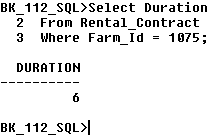 BK_112_SQL>Select Duration
2 From Rental_Contract
3 Where Farm_Id = 1075;
DURATION
----------
6
BK_112_SQL>